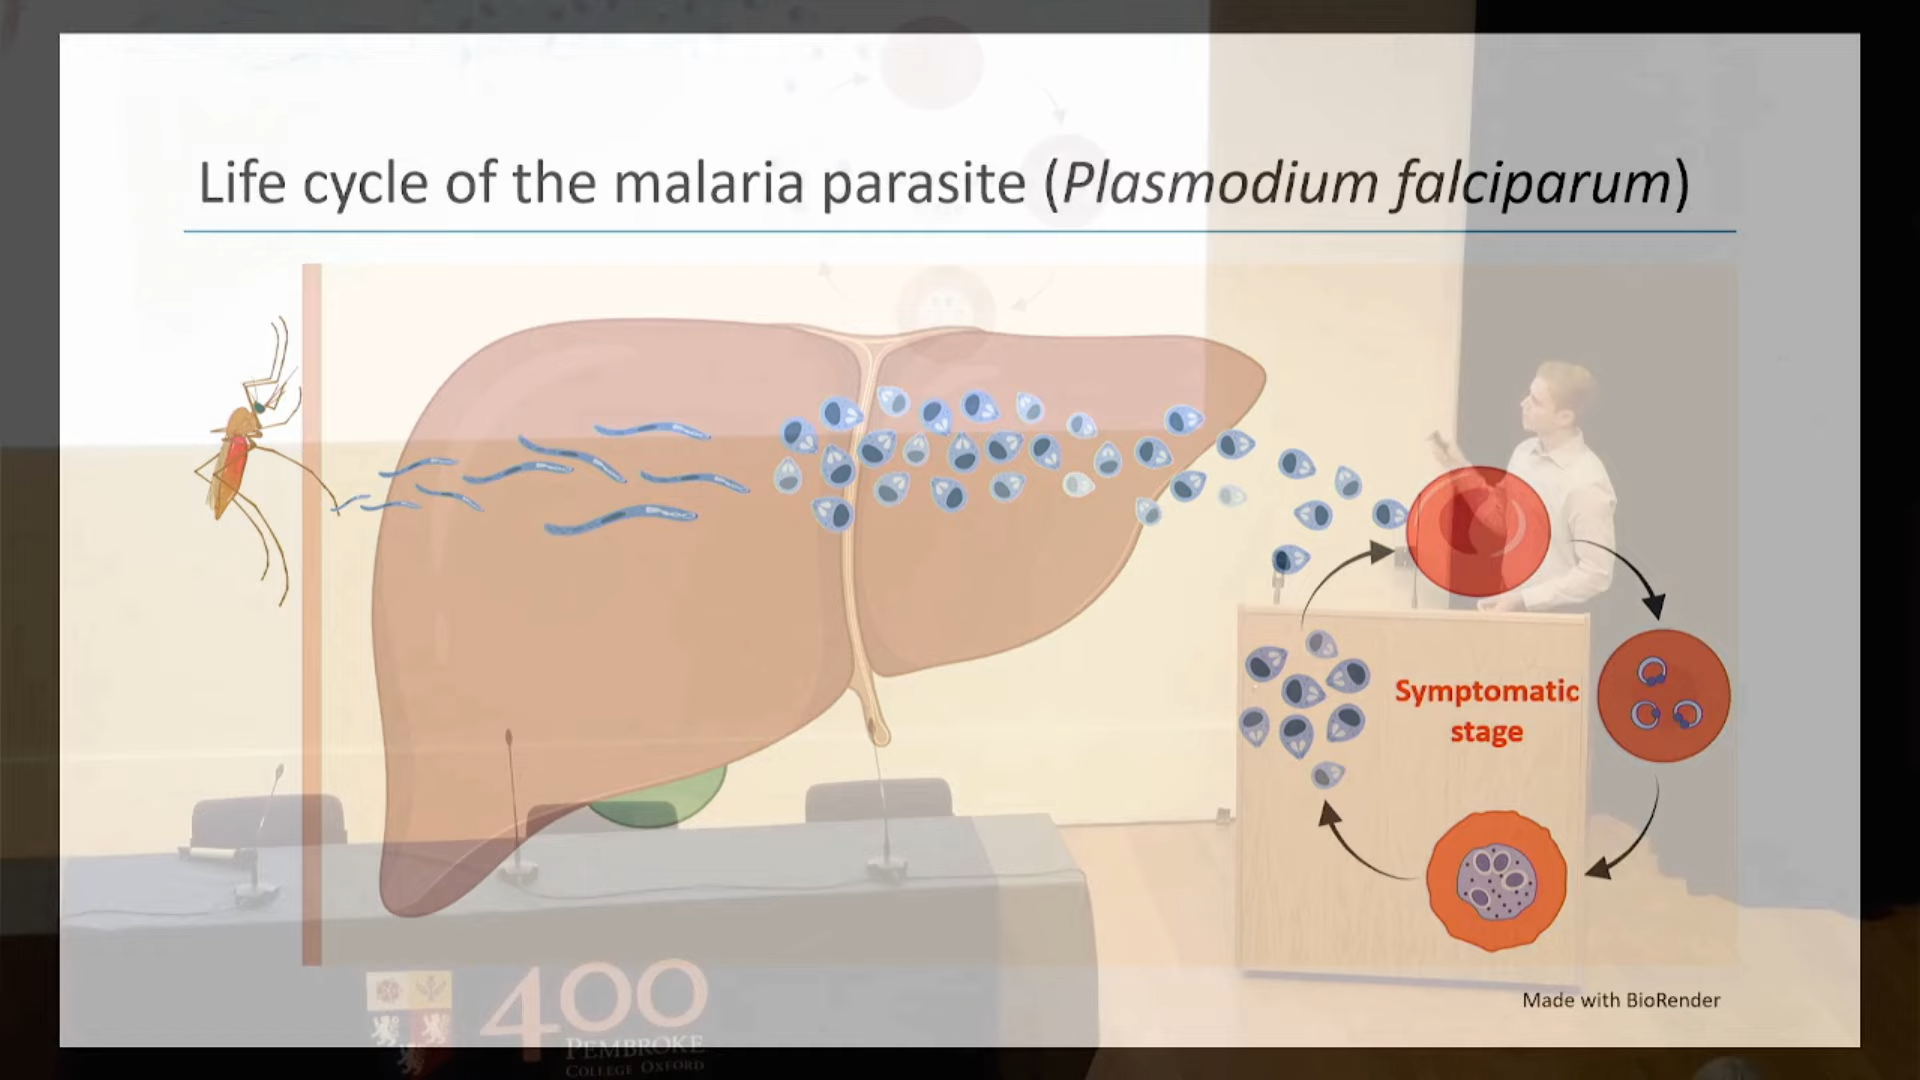 Life cycle of the malaria parasite (Plasmodium falciparum)
Symptomatic
stage
Made with BioRender
400
PEMBROKE
COLLEGE OXFORD